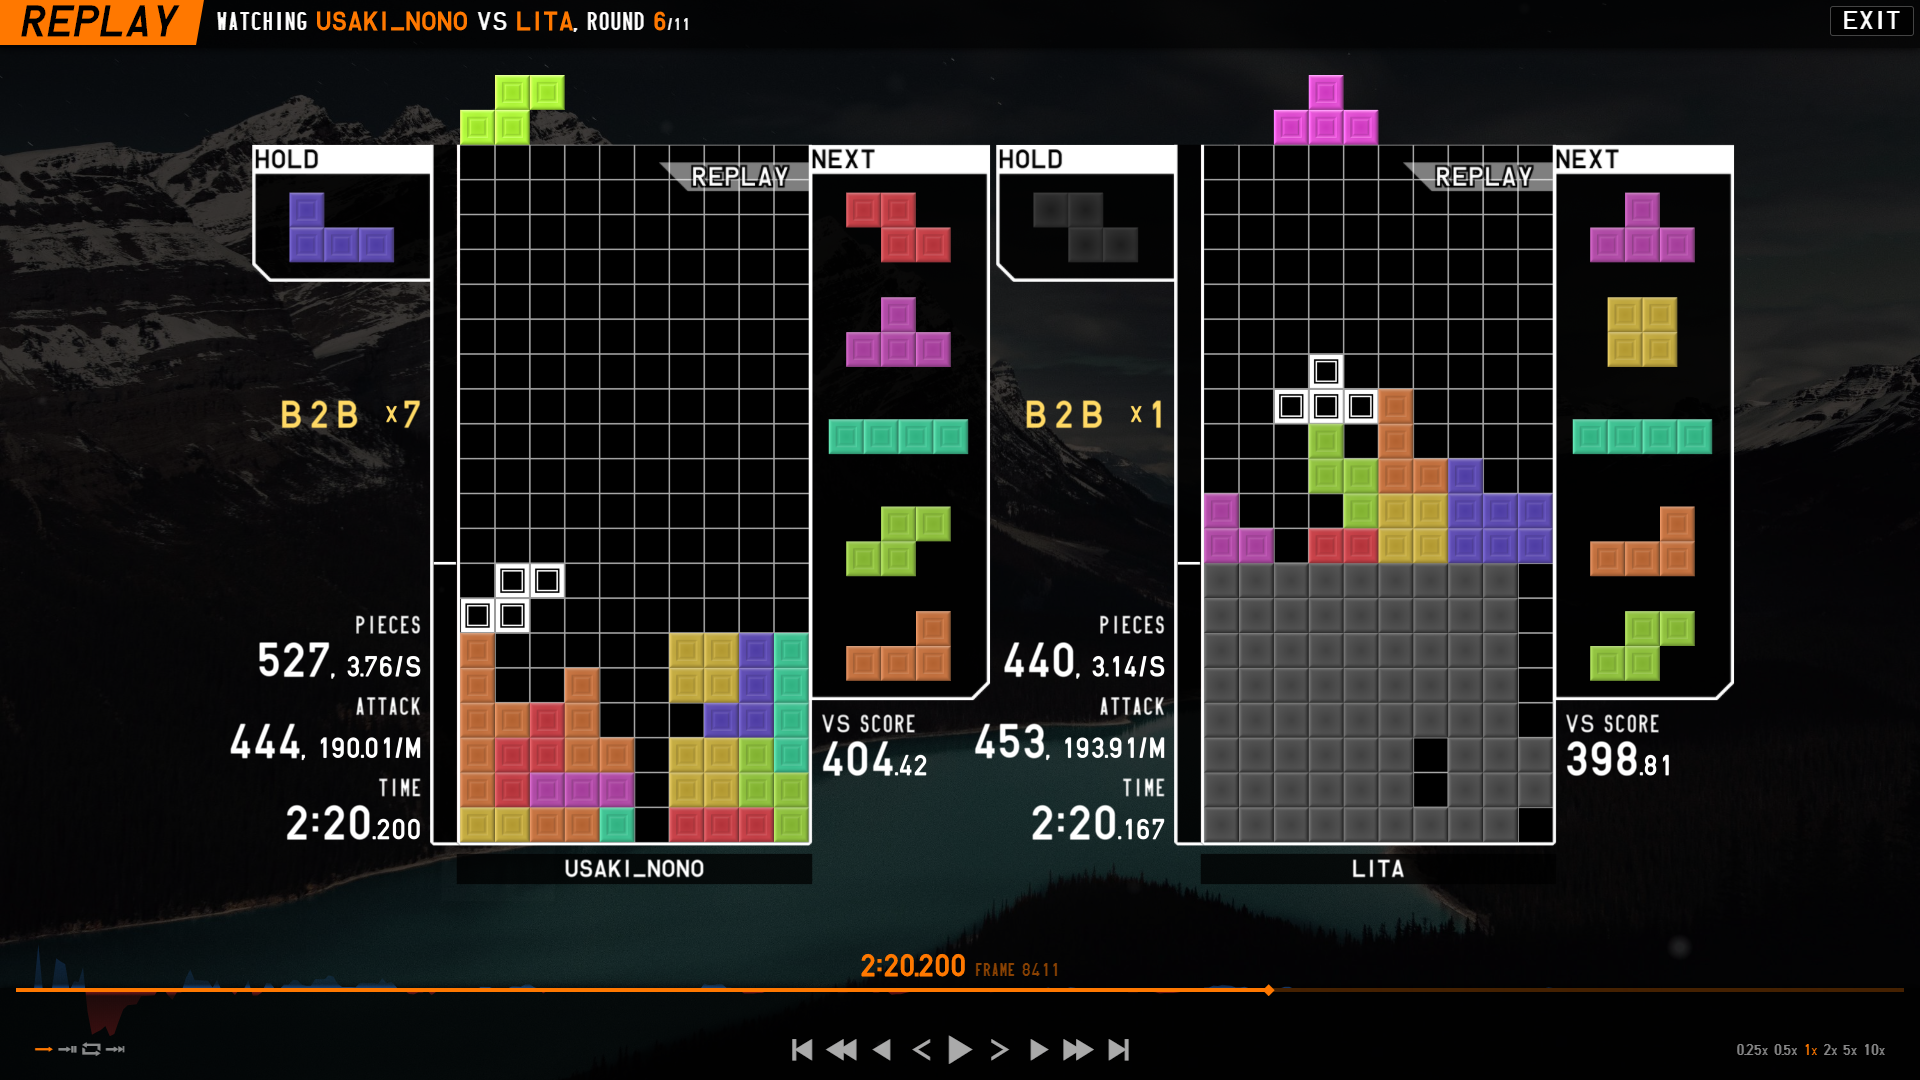 REPLAY WATCHING USAKI_NONO VS LITA, ROUND 6/11 EXIT
HOLD
REPLAY
NEXT
B2B x7
PIECES
527, 3.76/S
ATTACK
444, 190.01/M
TIME
2:20.200
VS SCORE
404.42
USAKI_NONO
HOLD
REPLAY
NEXT
B2B x1
PIECES
440, 3.14/S
ATTACK
453, 193.91/M
TIME
2:20.167
VS SCORE
398.81
LITA
2:20.200 FRAME 8411
0.25x 0.5x 1x 2x 5x 10x